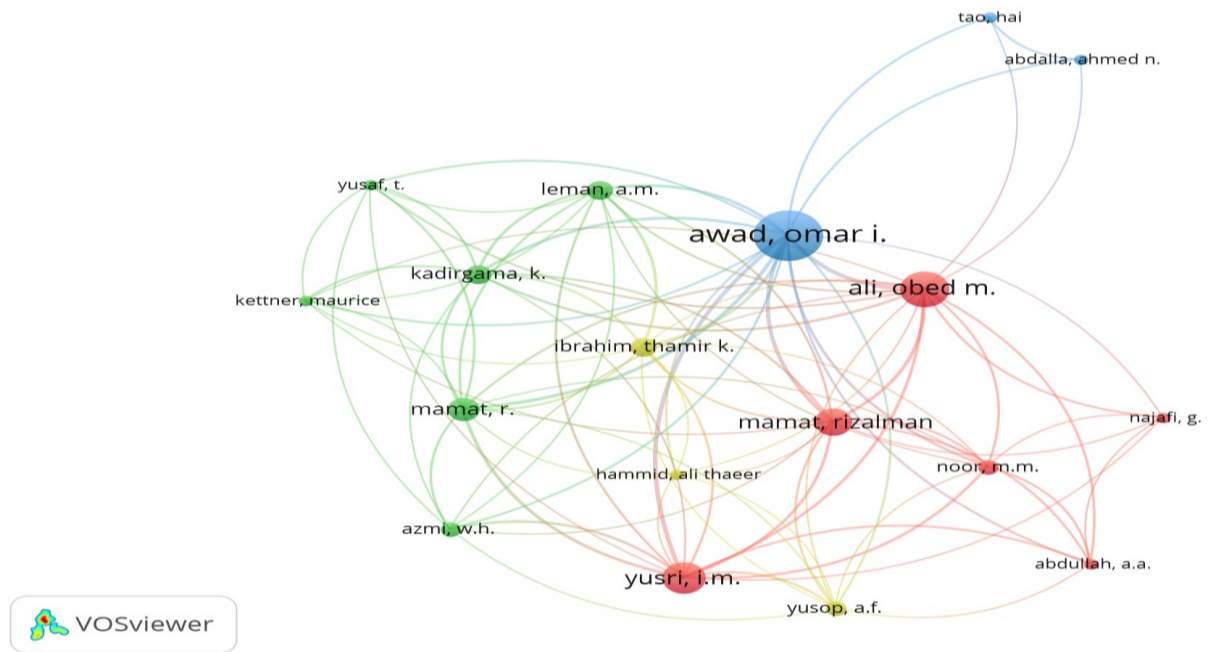 tao, hai
abdalla, ahmed n.
yusaf, t.
leman, a.m.
awad, omar i.
kadirgama, k.
ali, obed m.
kettner, maurice
ibrahim, thamir k.
mamat, r.
mamat, rizalman
najafi, g.
noor, m.m.
hammid, ali thaeer
azmi, w.h.
abdullah, a.a.
yusri, i.m.
yusop, a.f.
VOSviewer